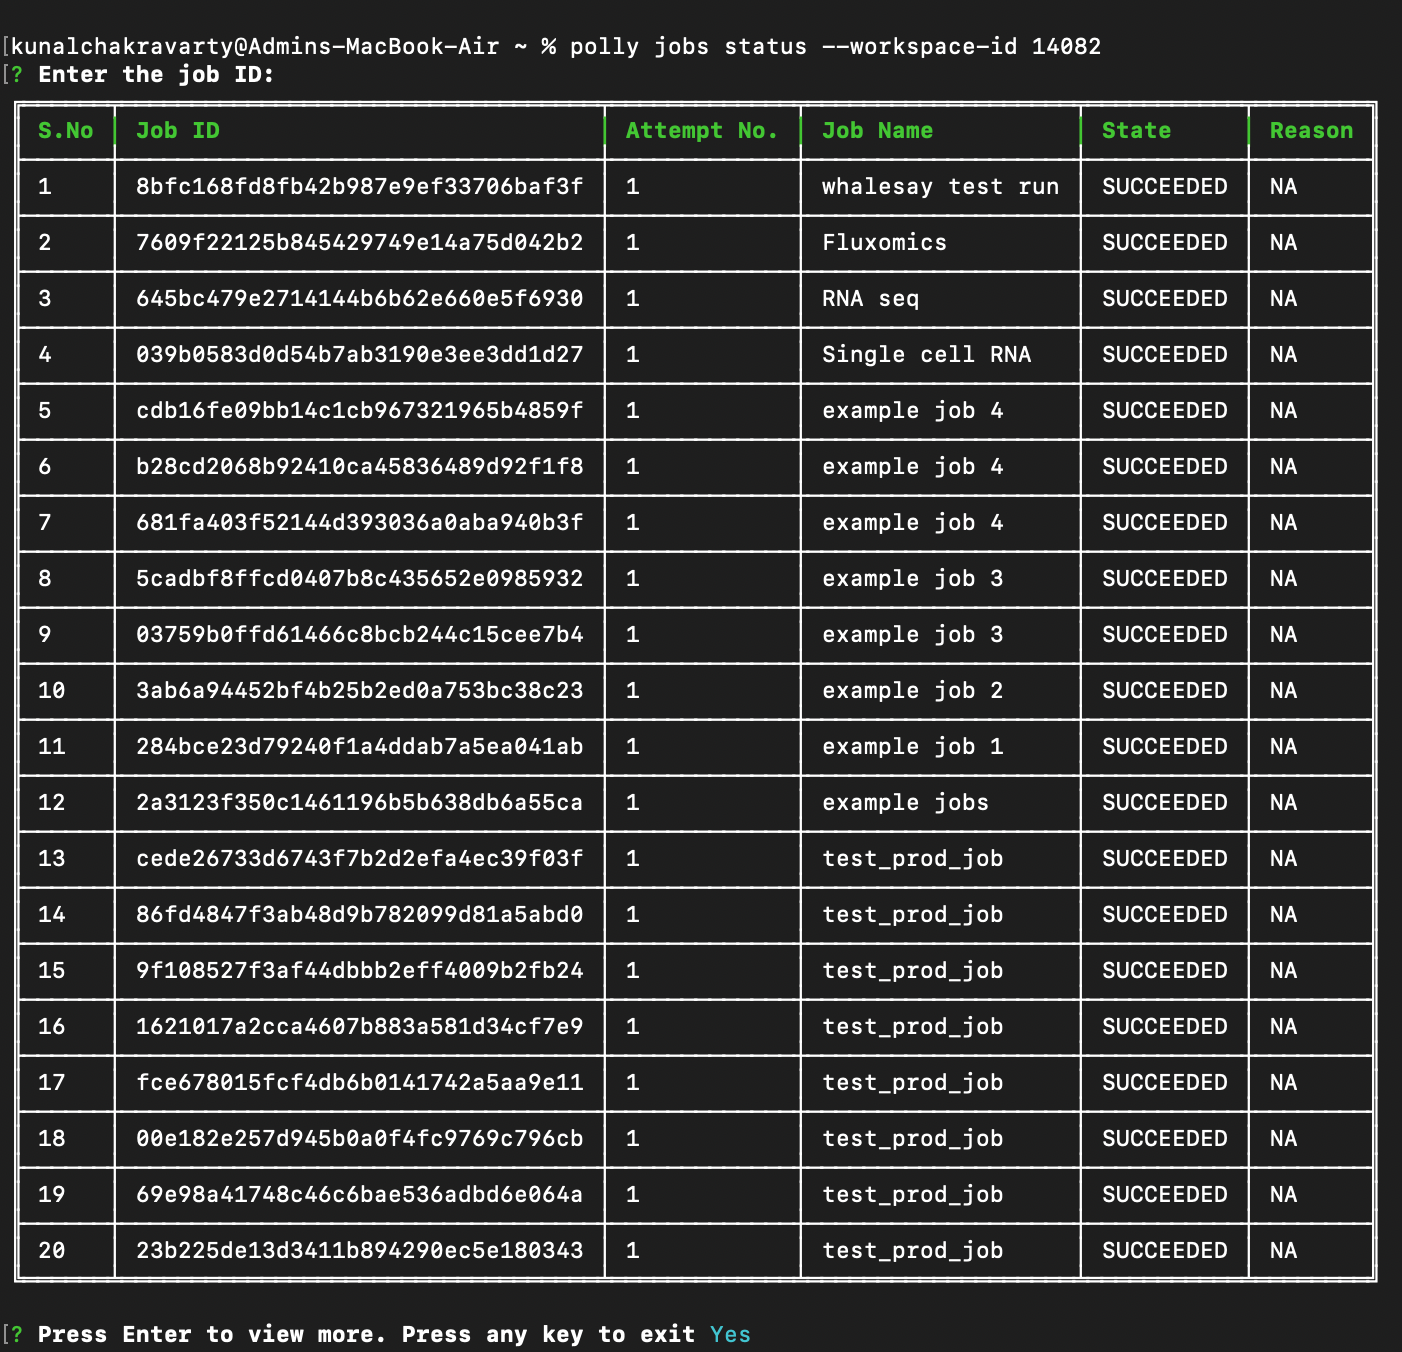 [kunalchakravarty@Admins-MacBook-Air ~ % polly jobs status --workspace-id 14082
[? Enter the job ID:
S.No Job ID Attempt No. Job Name State Reason
1 8bfc168fd8fb42b987e9ef33706baf3f 1 whalesay test run SUCCEEDED NA
2 7609f22125b845429749e14a75d042b2 1 Fluxomics SUCCEEDED NA
3 645bc479e2714144b6b62e660e5f6930 1 RNA seq SUCCEEDED NA
4 039b0583d0d54b7ab3190e3ee3dd1d27 1 Single cell RNA SUCCEEDED NA
5 cdb16fe09bb14c1cb967321965b4859f 1 example job 4 SUCCEEDED NA
6 b28cd2068b92410ca45836489d92f1f8 1 example job 4 SUCCEEDED NA
7 681fa403f52144d393036a0aba940b3f 1 example job 4 SUCCEEDED NA
8 5cadbf8ffcd0407b8c435652e0985932 1 example job 3 SUCCEEDED NA
9 03759b0ffd61466c8bcb244c15cee7b4 1 example job 3 SUCCEEDED NA
10 3ab6a94452bf4b25b2ed0a753bc38c23 1 example job 2 SUCCEEDED NA
11 284bce23d79240f1a4ddab7a5ea041ab 1 example job 1 SUCCEEDED NA
12 2a3123f350c1461196b5b638db6a55ca 1 example jobs SUCCEEDED NA
13 cede26733d6743f7b2d2efa4ec39f03f 1 test_prod_job SUCCEEDED NA
14 86fd4847f3ab48d9b782099d81a5abd0 1 test_prod_job SUCCEEDED NA
15 9f108527f3af44dbbb2eff4009b2fb24 1 test_prod_job SUCCEEDED NA
16 1621017a2cca4607b883a581d34cf7e9 1 test_prod_job SUCCEEDED NA
17 fce678015fcf4db6b0141742a5aa9e11 1 test_prod_job SUCCEEDED NA
18 00e182e257d945b0a0f4fc9769c796cb 1 test_prod_job SUCCEEDED NA
19 69e98a41748c46c6bae536adbd6e064a 1 test_prod_job SUCCEEDED NA
20 23b225de13d3411b894290ec5e180343 1 test_prod_job SUCCEEDED NA
[? Press Enter to view more. Press any key to exit Yes